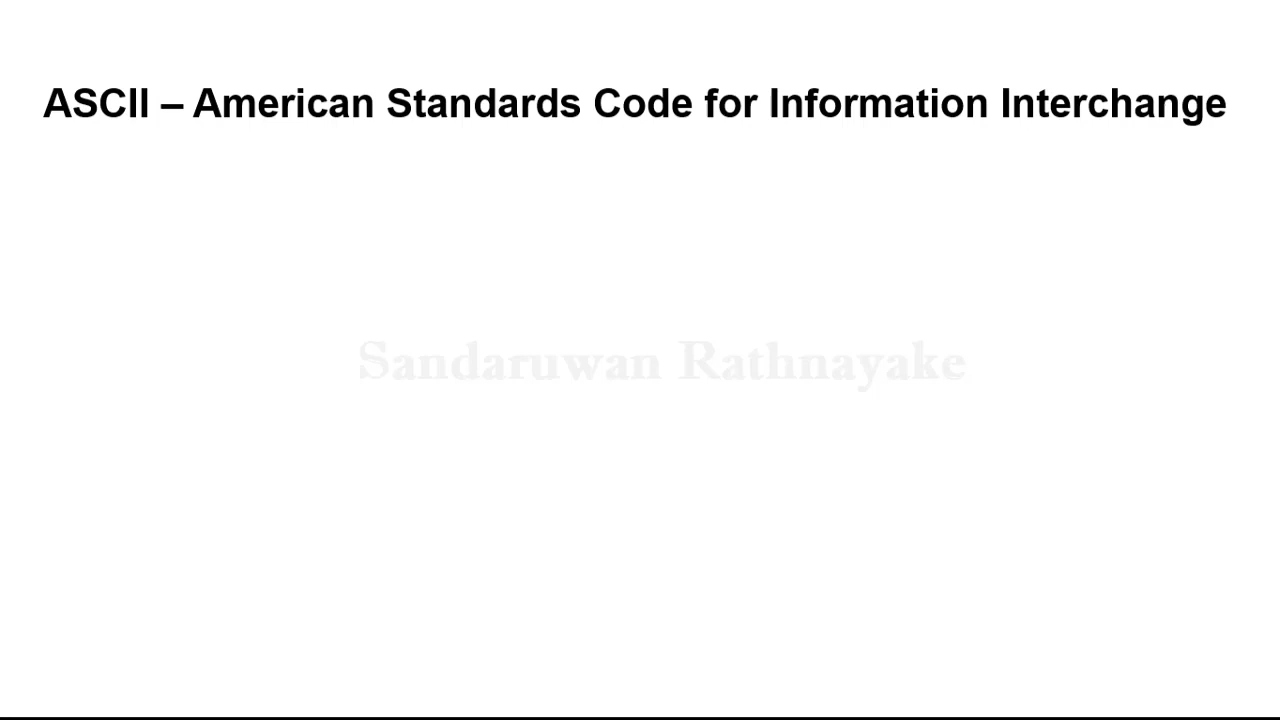 ASCII – American Standards Code for Information Interchange
Sandaruwan Rathnayake